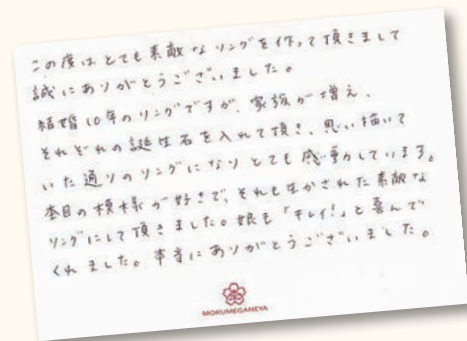 この度はとても素敵なリングを作って頂きまして
誠にありがとうございました。
結婚10年のリングですが、家族が増え、
それぞれの誕生石を入れて頂き、思い描いて
いた通りのリングになりとても感動しています。
杢目の模様が好きで、それも生かされた素敵な
リングにして頂きました。娘も「キレイ!」と喜んで
くれました。本当にありがとうございました。
MOKUMEGANEYA